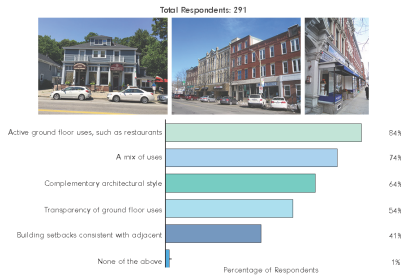 Total Respondents: 291
Active ground floor uses, such as restaurants 84%
A mix of uses 74%
Complementary architectural style 64%
Transparency of ground floor uses 54%
Building setbacks consistent with adjacent 41%
None of the above 1%
Percentage of Respondents